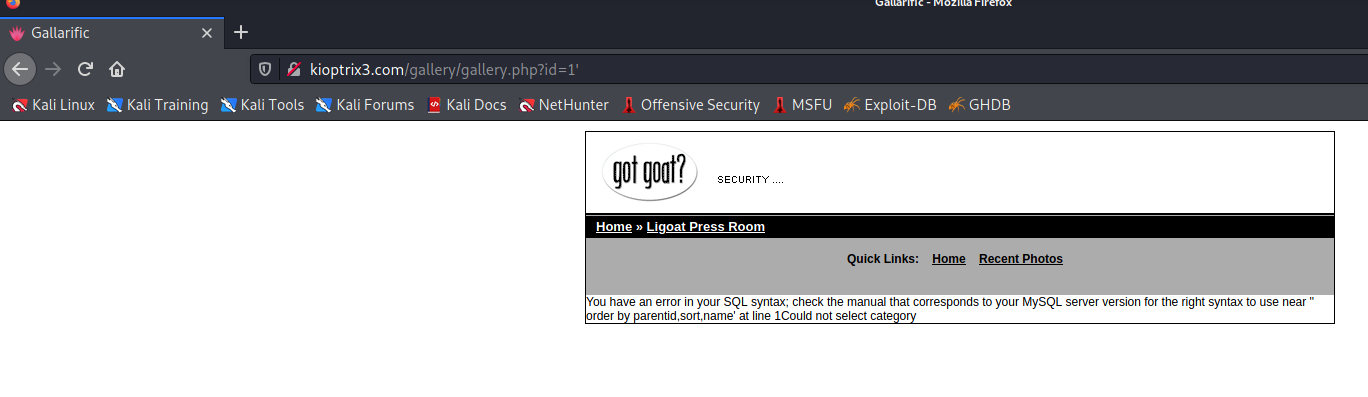 Gallarific - Mozilla Firefox
Gallarific
kioptrix3.com/gallery/gallery.php?id=1'
Kali Linux Kali Training Kali Tools Kali Forums Kali Docs NetHunter Offensive Security MSFU Exploit-DB GHDB
got goat? SECURITY ....
Home » Ligoat Press Room
Quick Links: Home Recent Photos
You have an error in your SQL syntax; check the manual that corresponds to your MySQL server version for the right syntax to use near ''
order by parentid,sort,name' at line 1Could not select category